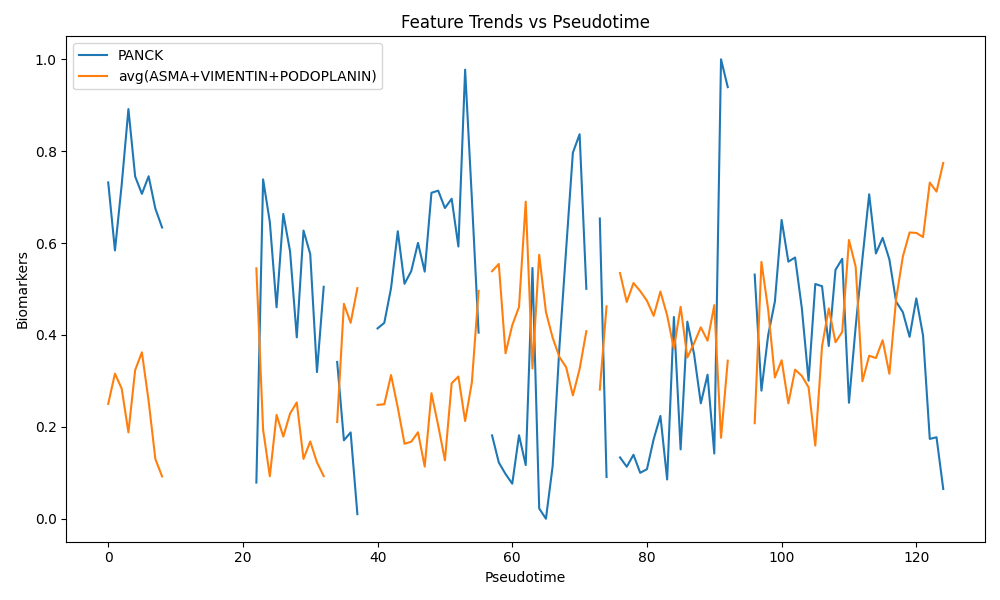 Feature Trends vs Pseudotime
PANCK
avg(ASMA+VIMENTIN+PODOPLANIN)
1.0
0.8
0.6
0.4
0.2
0.0
Biomarkers
0 20 40 60 80 100 120
Pseudotime